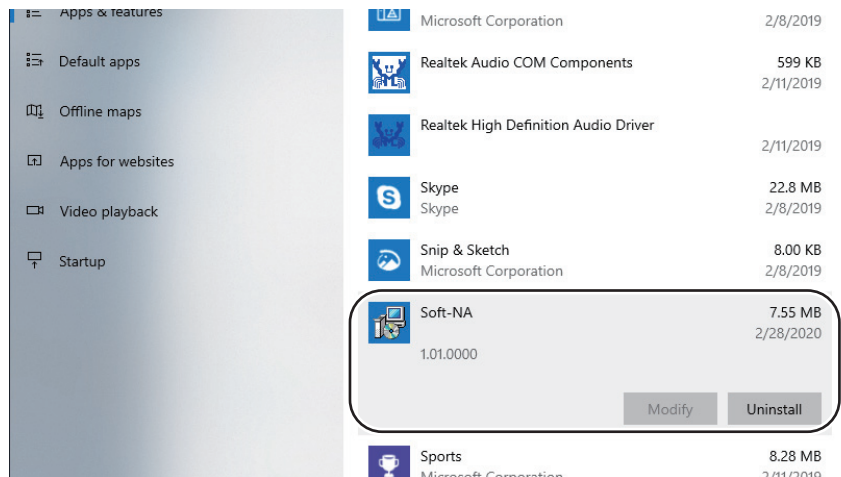 Apps & features
Default apps
Offline maps
Apps for websites
Video playback
Startup
Microsoft Corporation 2/8/2019
Realtek Audio COM Components 599 KB
2/11/2019
Realtek High Definition Audio Driver
2/11/2019
Skype 22.8 MB
Skype 2/8/2019
Snip & Sketch 8.00 KB
Microsoft Corporation 2/8/2019
Soft-NA 7.55 MB
2/28/2020
1.01.0000
Modify Uninstall
Sports 8.28 MB
Microsoft Corporation 2/11/2019